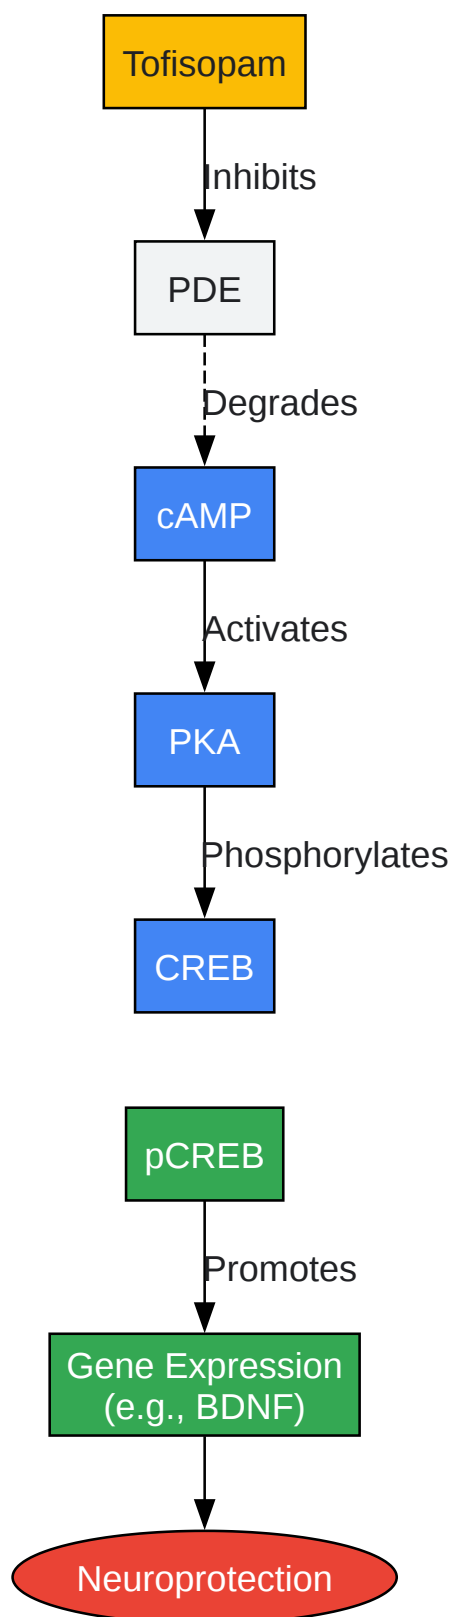 Tofisopam
Inhibits
PDE
Degrades
cAMP
Activates
PKA
Phosphorylates
CREB
pCREB
Promotes
Gene Expression
(e.g., BDNF)
Neuroprotection